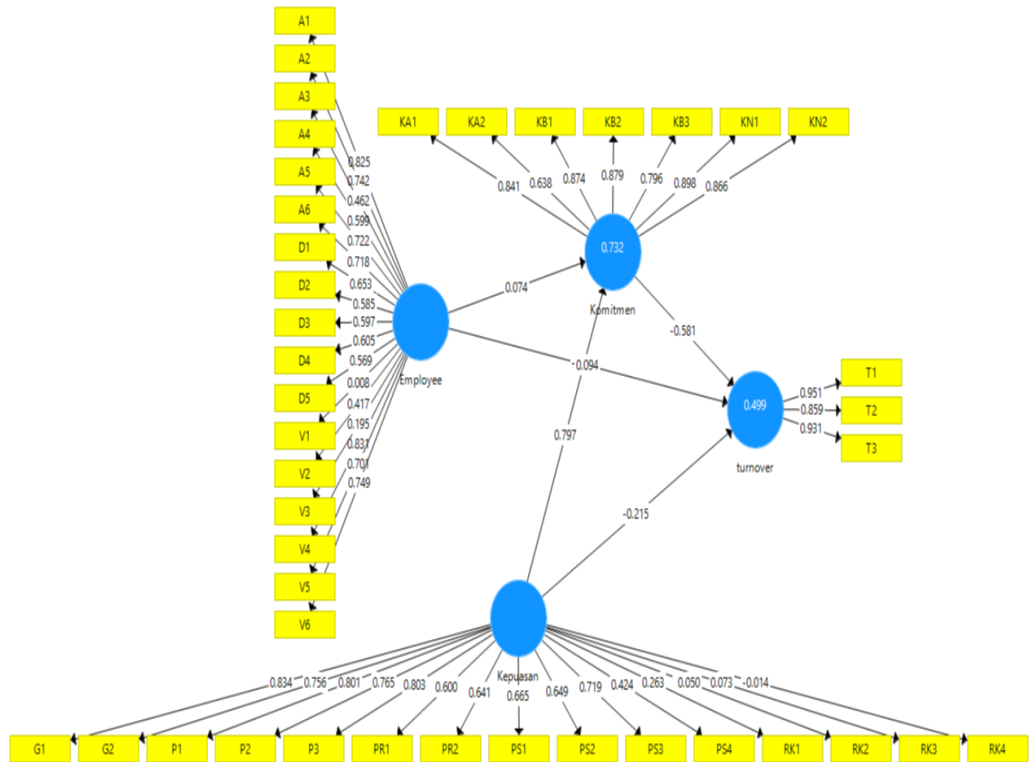 A1
A2
A3
A4
A5
A6
D1
D2
D3
D4
D5
V1
V2
V3
V4
V5
V6
0.825
0.742
0.462
0.599
0.722
0.718
0.653
0.585
0.597
0.605
0.569
0.008
0.417
0.195
0.831
0.701
0.749
Employee
KA1 KA2 KB1 KB2 KB3 KN1 KN2
0.841 0.638 0.874 0.879 0.796 0.898 0.866
0.732
Komitmen
0.074
-0.581
-0.094
0.797
-0.215
0.499
turnover
0.951
0.859
0.931
T1
T2
T3
Kepuasan
0.834 0.756 0.801 0.765 0.803 0.600 0.641 0.665 0.649 0.719 0.424 0.263 0.050 0.073 -0.014
G1 G2 P1 P2 P3 PR1 PR2 PS1 PS2 PS3 PS4 RK1 RK2 RK3 RK4